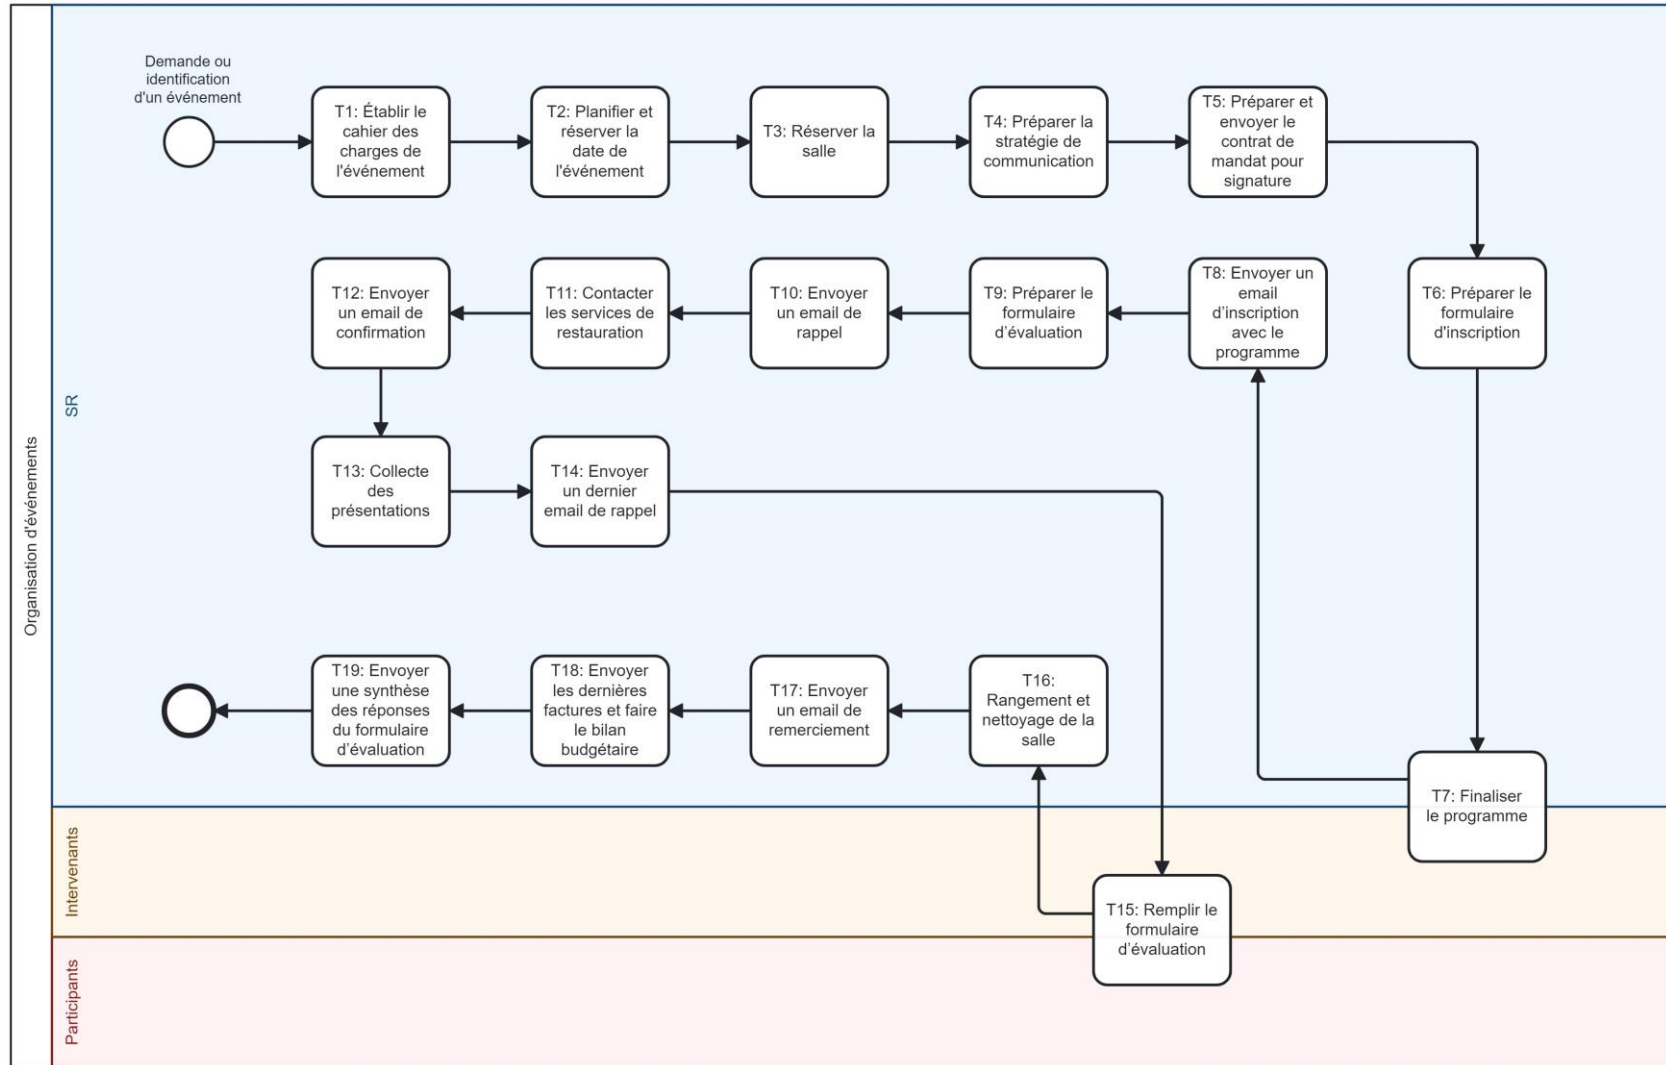 Organisation d'événements
SR
Intervenants
Participants
Demande ou
identification
d'un événement
T1: Établir le
cahier des
charges de
l'événement
T2: Planifier et
réserver la
date de
l'événement
T3: Réserver la
salle
T4: Préparer la
stratégie de
communication
T5: Préparer et
envoyer le
contrat de
mandat pour
signature
T6: Préparer le
formulaire
d'inscription
T7: Finaliser
le programme
T8: Envoyer un
email
d’inscription
avec le
programme
T9: Préparer le
formulaire
d’évaluation
T10: Envoyer
un email de
rappel
T11: Contacter
les services de
restauration
T12: Envoyer
un email de
confirmation
T13: Collecte
des
présentations
T14: Envoyer
un dernier
email de rappel
T15: Remplir le
formulaire
d’évaluation
T16:
Rangement et
nettoyage de la
salle
T17: Envoyer
un email de
remerciement
T18: Envoyer
les dernières
factures et faire
le bilan
budgétaire
T19: Envoyer
une synthèse
des réponses
du formulaire
d’évaluation